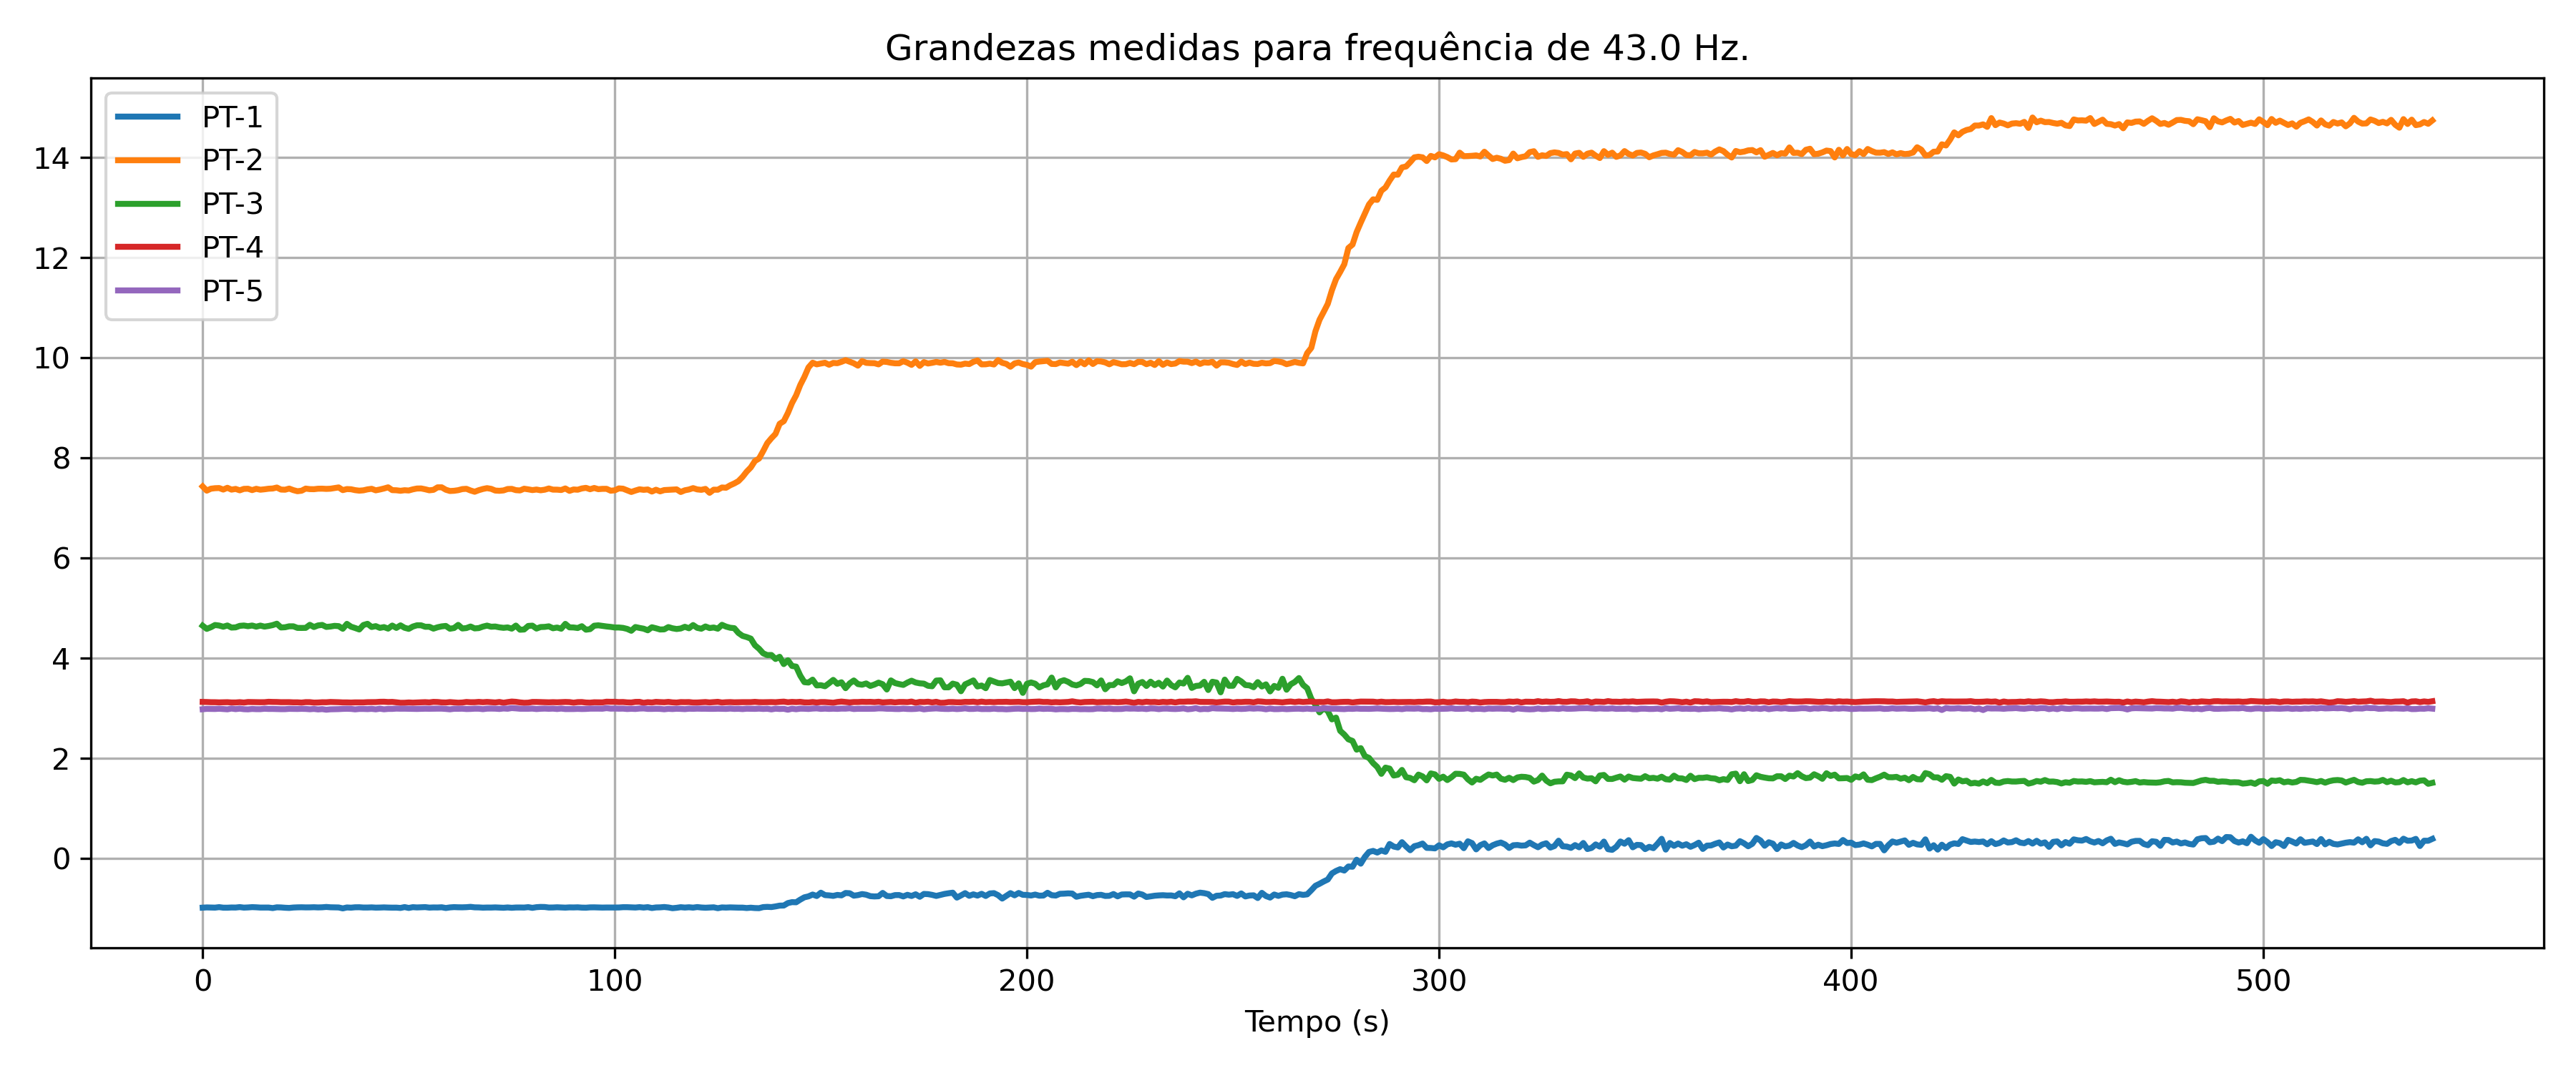 Grandezas medidas para frequência de 43.0 Hz.
PT-1
PT-2
PT-3
PT-4
PT-5
14
12
10
8
6
4
2
0
0 100 200 300 400 500
Tempo (s)